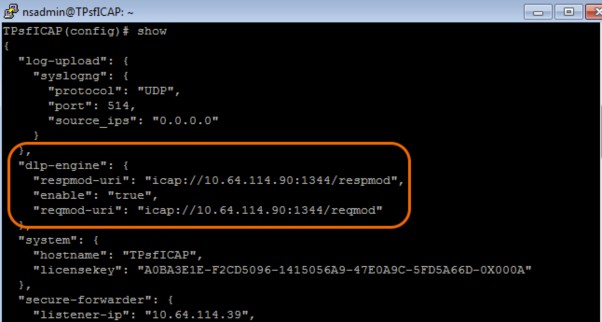 nsadmin@TPsfICAP: ~
TPsfICAP(config)# show
{
"log-upload": {
"syslogng": {
"protocol": "UDP",
"port": 514,
"source_ips": "0.0.0.0"
}
},
"dlp-engine": {
"respmod-uri": "icap://10.64.114.90:1344/respmod",
"enable": "true",
"reqmod-uri": "icap://10.64.114.90:1344/reqmod"
},
"system": {
"hostname": "TPsfICAP",
"licensekey": "A0BA3E1E-F2CD5096-1415056A9-47E0A9C-5FD5A66D-0X000A"
},
"secure-forwarder": {
"listener-ip": "10.64.114.39",